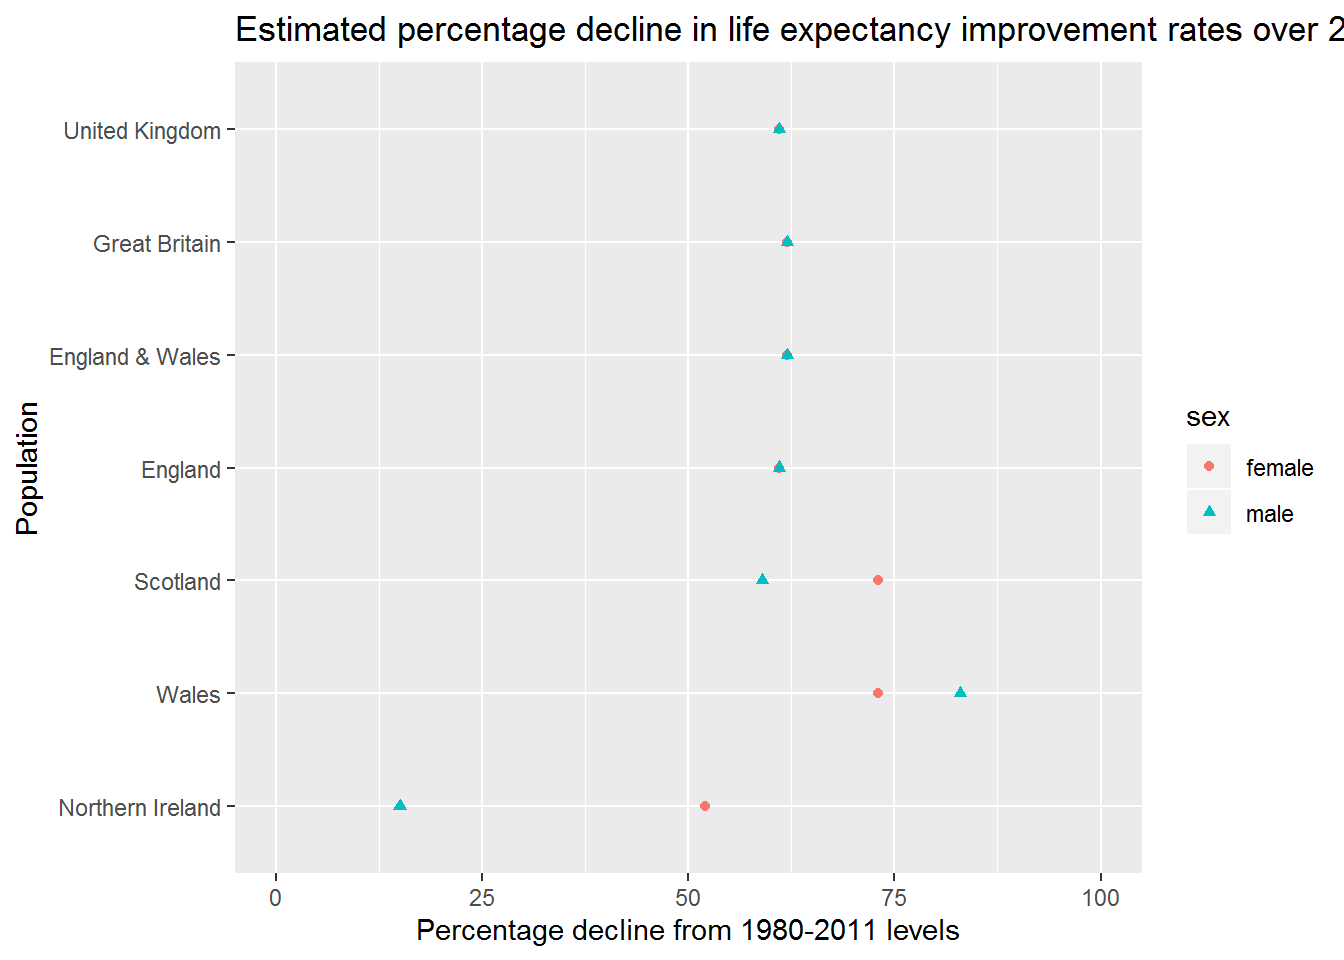 Estimated percentage decline in life expectancy improvement rates over 2
United Kingdom
Great Britain
England & Wales
England
Scotland
Wales
Northern Ireland
Population
0 25 50 75 100
Percentage decline from 1980-2011 levels
sex
female
male